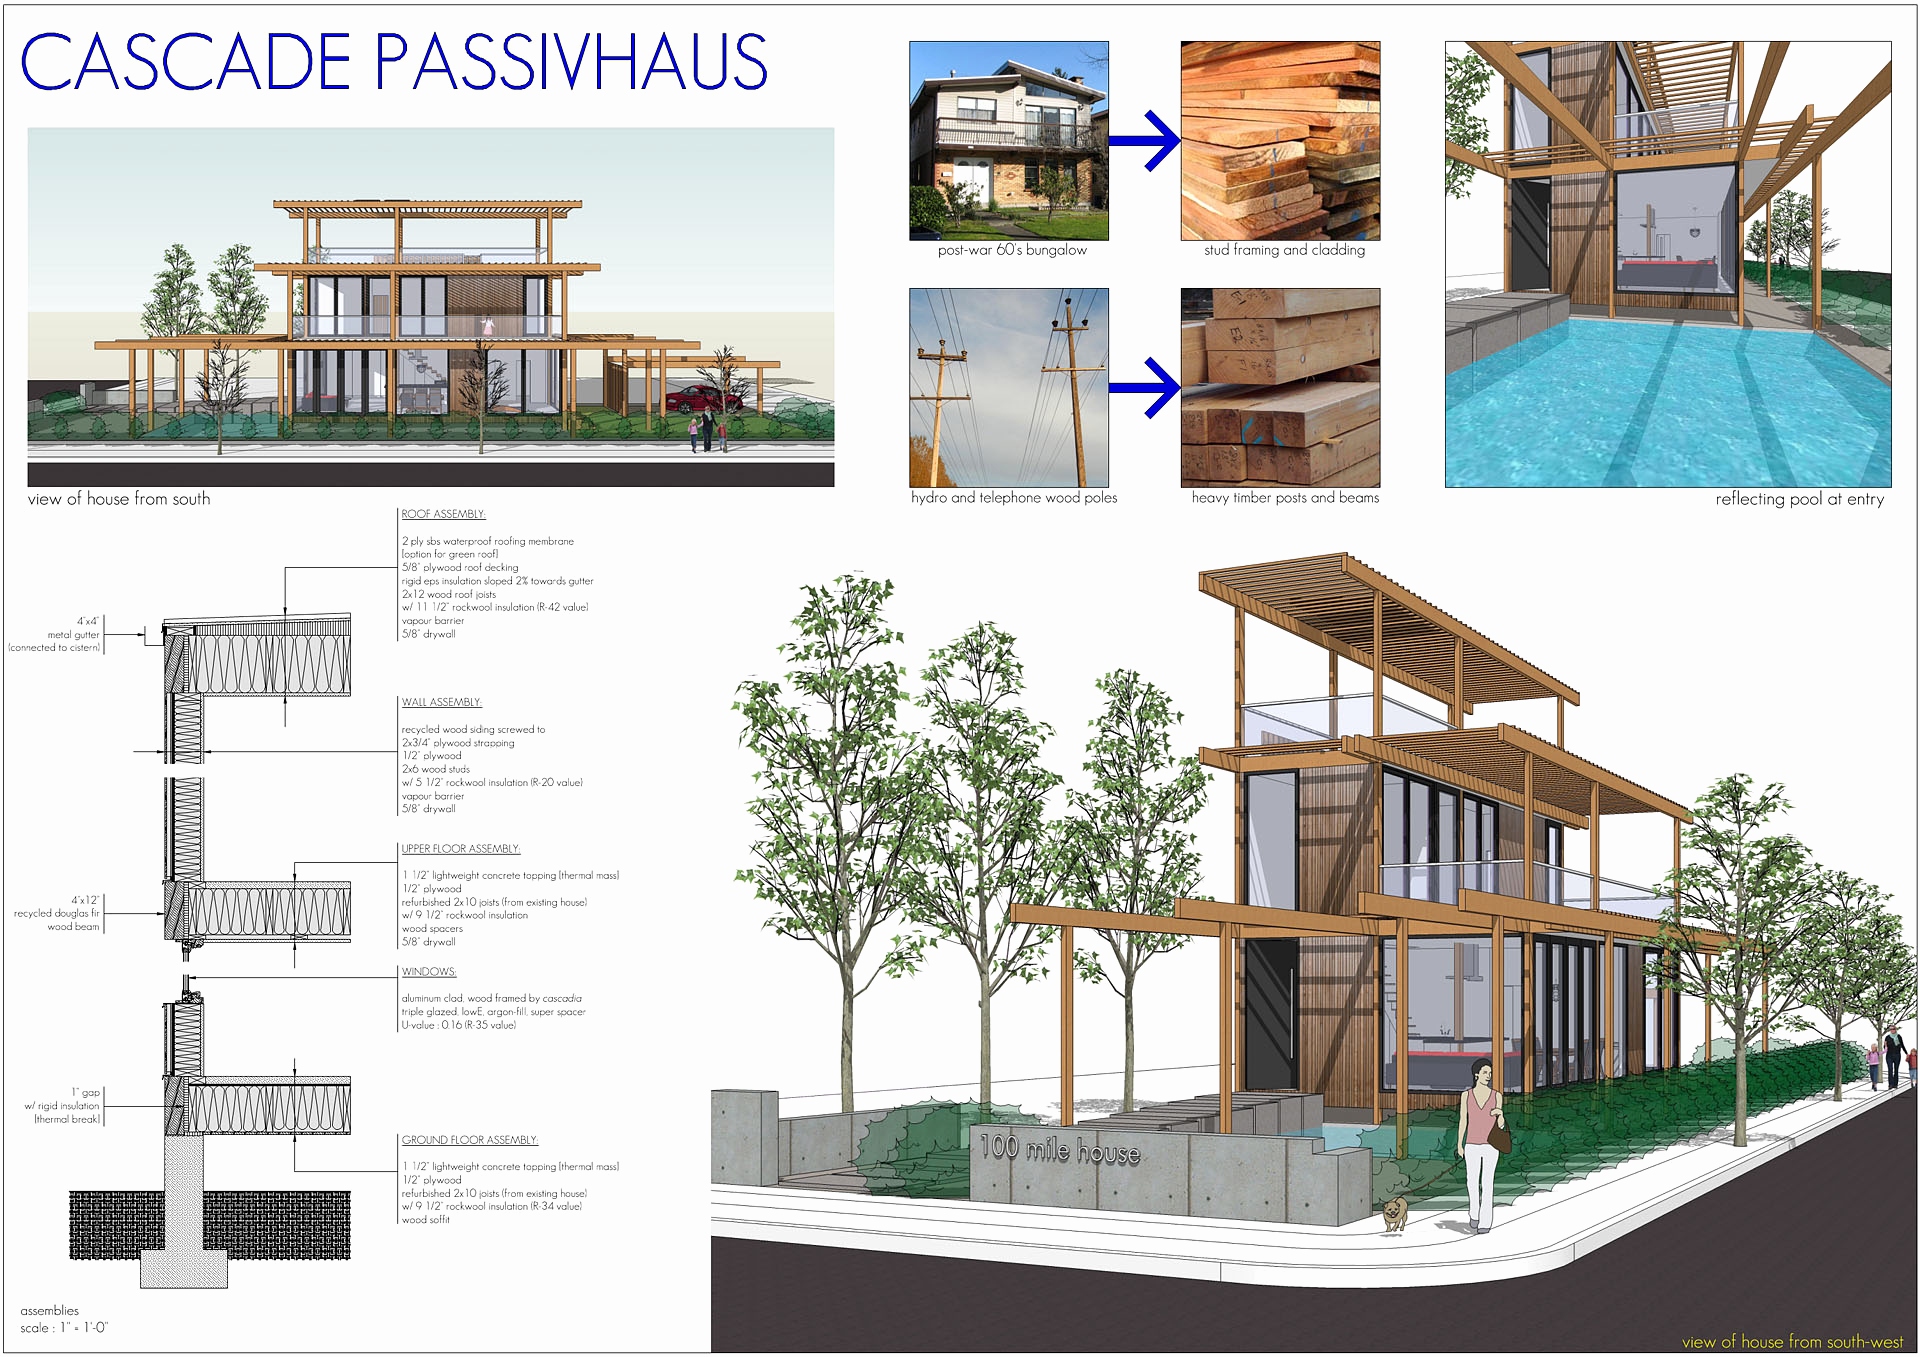 CASCADE PASSIVHAUS
post-war 60's bungalow
stud framing and cladding
hydro and telephone wood poles
heavy timber posts and beams
reflecting pool at entry
view of house from south
ROOF ASSEMBLY:
2 ply sbs waterproof roofing membrane
[option for green roof]
5/8" plywood roof decking
rigid eps insulation sloped 2% towards gutter
2x12 wood roof joists
w/ 11 1/2" rockwool insulation (R-42 value)
vapour barrier
5/8" drywall
4"x4"
metal gutter
(connected to cistern)
WALL ASSEMBLY:
recycled wood siding screwed to
2x3/4" plywood strapping
1/2" plywood
2x6 wood studs
w/ 5 1/2" rockwool insulation (R-20 value)
vapour barrier
5/8" drywall
UPPER FLOOR ASSEMBLY:
1 1/2" lightweight concrete topping [thermal mass]
1/2" plywood
refurbished 2x10 joists (from existing house)
w/ 9 1/2" rockwool insulation
wood spacers
5/8" drywall
4"x12"
recycled douglas fir
wood beam
WINDOWS:
aluminum clad, wood framed by cascadia
triple glazed, lowE, argon-fill, super spacer
U-value : 0.16 (R-35 value)
1" gap
w/ rigid insulation
[thermal break]
GROUND FLOOR ASSEMBLY:
1 1/2" lightweight concrete topping [thermal mass]
1/2" plywood
refurbished 2x10 joists (from existing house)
w/ 9 1/2" rockwool insulation (R-34 value)
wood soffit
assemblies
scale : 1" = 1'-0"
100 mile house
view of house from south-west